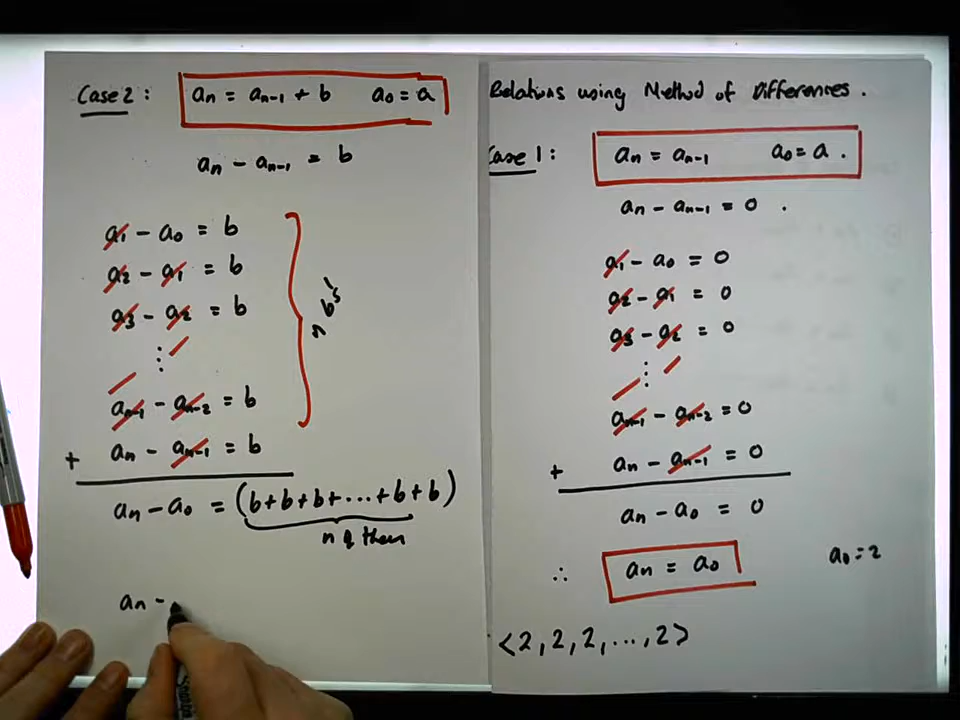 Case 2 : an = an-1 + b a0 = a
an - an-1 = b
a1 - a0 = b
a2 - a1 = b
a3 - a2 = b
⋮
an-1 - an-2 = b
an - an-1 = b
n b's
+
an - a0 = (b+b+b+...+b+b)
n of them
an -
Relations using Method of Differences.
Case 1 : an = an-1 a0 = a .
an - an-1 = 0 .
a1 - a0 = 0
a2 - a1 = 0
a3 - a2 = 0
⋮
an-1 - an-2 = 0
+ an - an-1 = 0
an - a0 = 0
∴ an = a0 a0 = 2
<2, 2, 2, ..., 2>